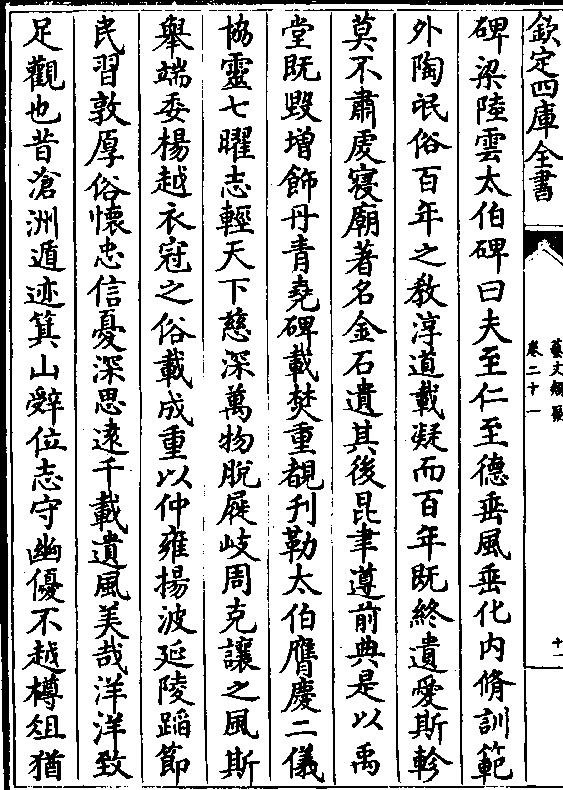 欽定四庫全書
藝文類聚
卷二十一
十一
碑梁陸雲太伯碑曰夫至仁至德垂風垂化内脩訓範
外陶氓俗百年之教淳道載凝而百年既終遺愛斯軫
莫不肅虔寢廟著名金石遺其後昆聿遵前典是以禹
堂既毁增飾丹青堯碑載焚重覩刋勒太伯膺慶二儀
協靈七曜志輕天下慈深萬物脱屣岐周克讓之風斯
舉端委楊越衣冠之俗載成重以仲雍揚波延陵蹈節
民習敦厚俗懷忠信憂深思逺千載遺風美哉洋洋致
足觀也昔滄洲遁迹箕山辭位志守幽優不越樽俎猶